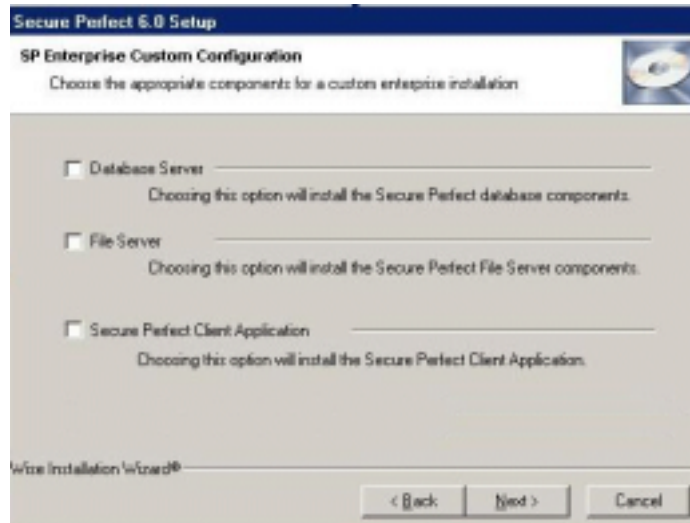 Secure Perfect 6.0 Setup
SP Enterprise Custom Configuration
Choose the appropriate components for a custom enterprise installation
Database Server
Choosing this option will install the Secure Perfect database components.
File Server
Choosing this option will install the Secure Perfect File Server components.
Secure Perfect Client Application
Choosing this option will install the Secure Perfect Client Application.
Wise Installation Wizard®
< Back
Next >
Cancel